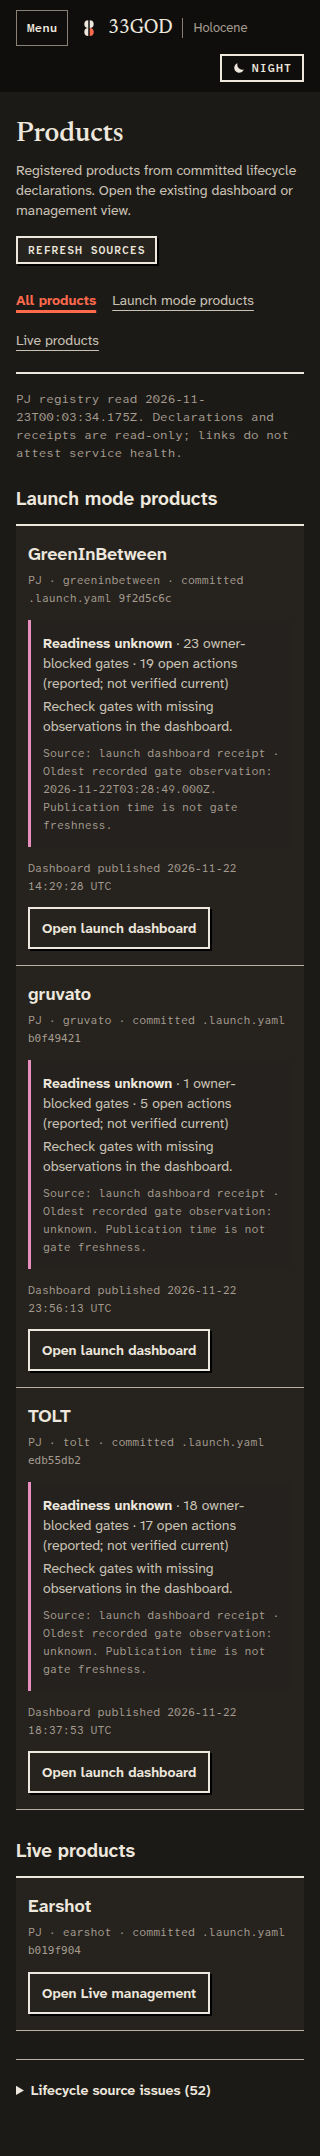 Menu
33GOD
Holocene
NIGHT
Products
Registered products from committed lifecycle
declarations. Open the existing dashboard or
management view.
REFRESH SOURCES
All products
Launch mode products
Live products
PJ registry read 2026-11-
23T00:03:34.175Z. Declarations and
receipts are read-only; links do not
attest service health.
Launch mode products
GreenInBetween
PJ · greeninbetween · committed
.launch.yaml 9f2d5c6c
Readiness unknown · 23 owner-
blocked gates · 19 open actions
(reported; not verified current)
Recheck gates with missing
observations in the dashboard.
Source: launch dashboard receipt ·
Oldest recorded gate observation:
2026-11-22T03:28:49.000Z.
Publication time is not gate
freshness.
Dashboard published 2026-11-22
14:29:28 UTC
Open launch dashboard
gruvato
PJ · gruvato · committed .launch.yaml
b0f49421
Readiness unknown · 1 owner-
blocked gates · 5 open actions
(reported; not verified current)
Recheck gates with missing
observations in the dashboard.
Source: launch dashboard receipt ·
Oldest recorded gate observation:
unknown. Publication time is not
gate freshness.
Dashboard published 2026-11-22
23:56:13 UTC
Open launch dashboard
TOLT
PJ · tolt · committed .launch.yaml
edb55db2
Readiness unknown · 18 owner-
blocked gates · 17 open actions
(reported; not verified current)
Recheck gates with missing
observations in the dashboard.
Source: launch dashboard receipt ·
Oldest recorded gate observation:
unknown. Publication time is not
gate freshness.
Dashboard published 2026-11-22
18:37:53 UTC
Open launch dashboard
Live products
Earshot
PJ · earshot · committed .launch.yaml
b019f904
Open Live management
Lifecycle source issues (52)